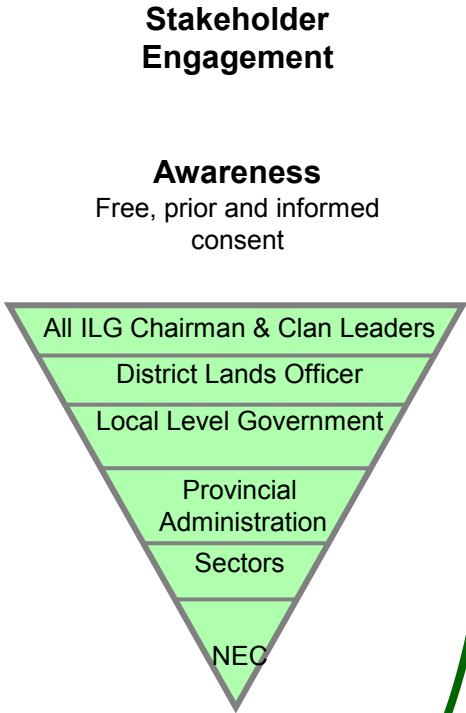 Stakeholder
Engagement
Awareness
Free, prior and informed
consent
All ILG Chairman & Clan Leaders
District Lands Officer
Local Level Government
Provincial
Administration
Sectors
NEC